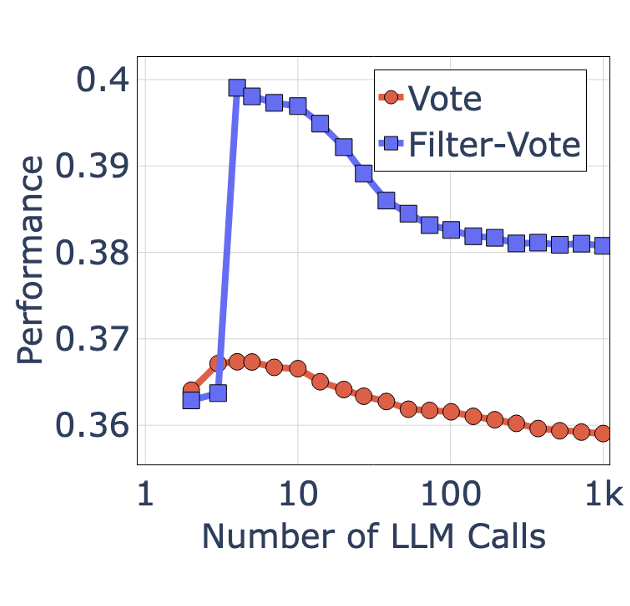 0.4
0.39
0.38
0.37
0.36
Performance
Vote
Filter-Vote
1
10
100
1k
Number of LLM Calls